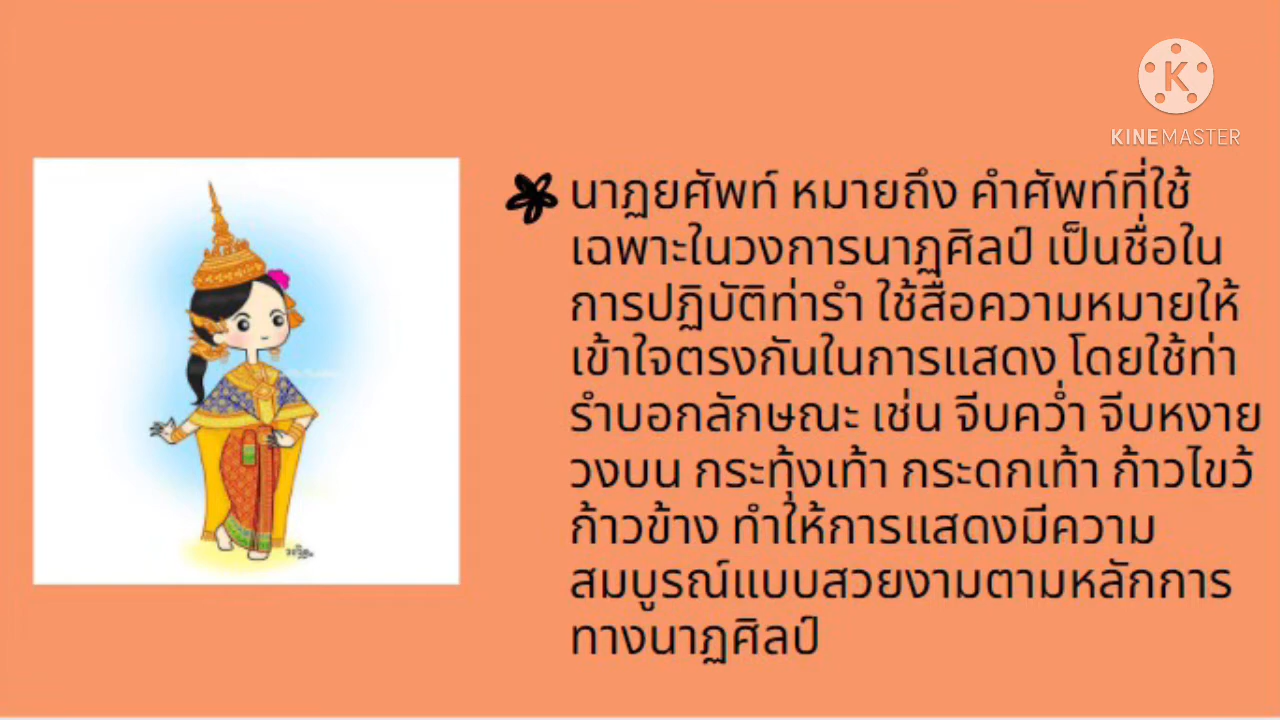 KINEMASTER
นาฏยศัพท์ หมายถึง คำศัพท์ที่ใช้
เฉพาะในวงการนาฏศิลป์ เป็นชื่อใน
การปฏิบัติท่ารำ ใช้สื่อความหมายให้
เข้าใจตรงกันในการแสดง โดยใช้ท่า
รำบอกลักษณะ เช่น จีบคว่ำ จีบหงาย
วงบน กระทุ้งเท้า กระดกเท้า ก้าวไขว้
ก้าวข้าง ทำให้การแสดงมีความ
สมบูรณ์แบบสวยงามตามหลักการ
ทางนาฏศิลป์